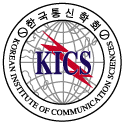 한국통신학회
KICS
KOREAN INSTITUTE OF COMMUNICATION SCIENCES